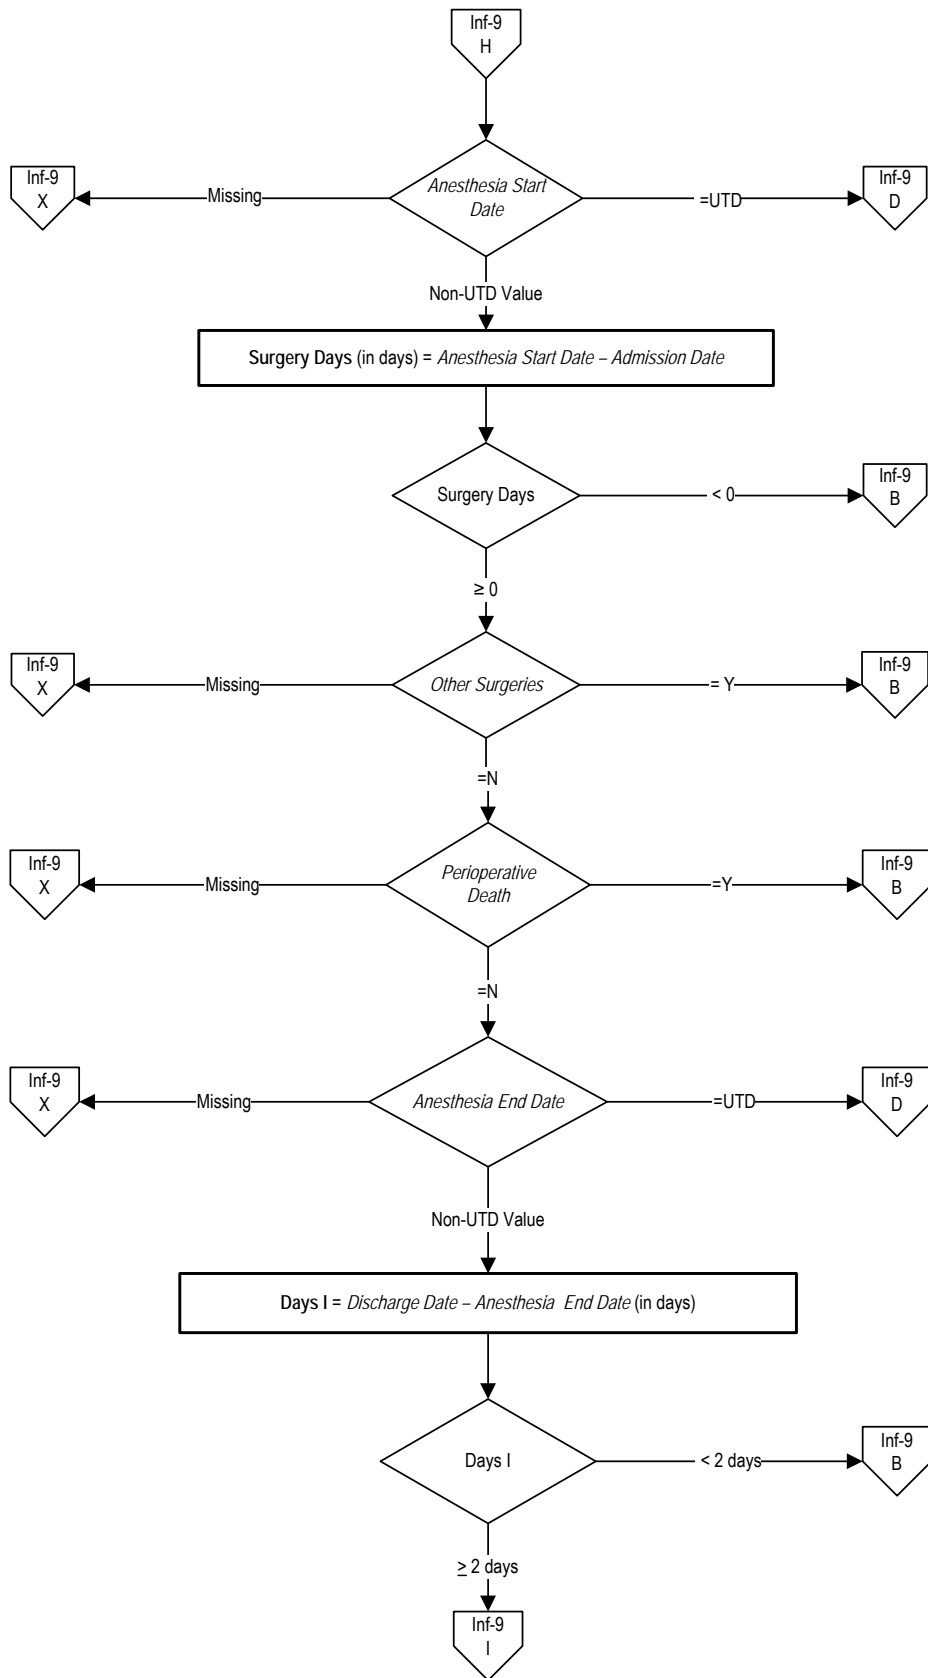 Inf-9
H
Inf-9
X
Missing
Anesthesia Start
Date
=UTD
Inf-9
D
Non-UTD Value
Surgery Days (in days) = Anesthesia Start Date – Admission Date
Surgery Days
< 0
Inf-9
B
≥ 0
Inf-9
X
Missing
Other Surgeries
= Y
Inf-9
B
=N
Inf-9
X
Missing
Perioperative
Death
=Y
Inf-9
B
=N
Inf-9
X
Missing
Anesthesia End Date
=UTD
Inf-9
D
Non-UTD Value
Days I = Discharge Date – Anesthesia End Date (in days)
Days I
< 2 days
Inf-9
B
≥ 2 days
Inf-9
I